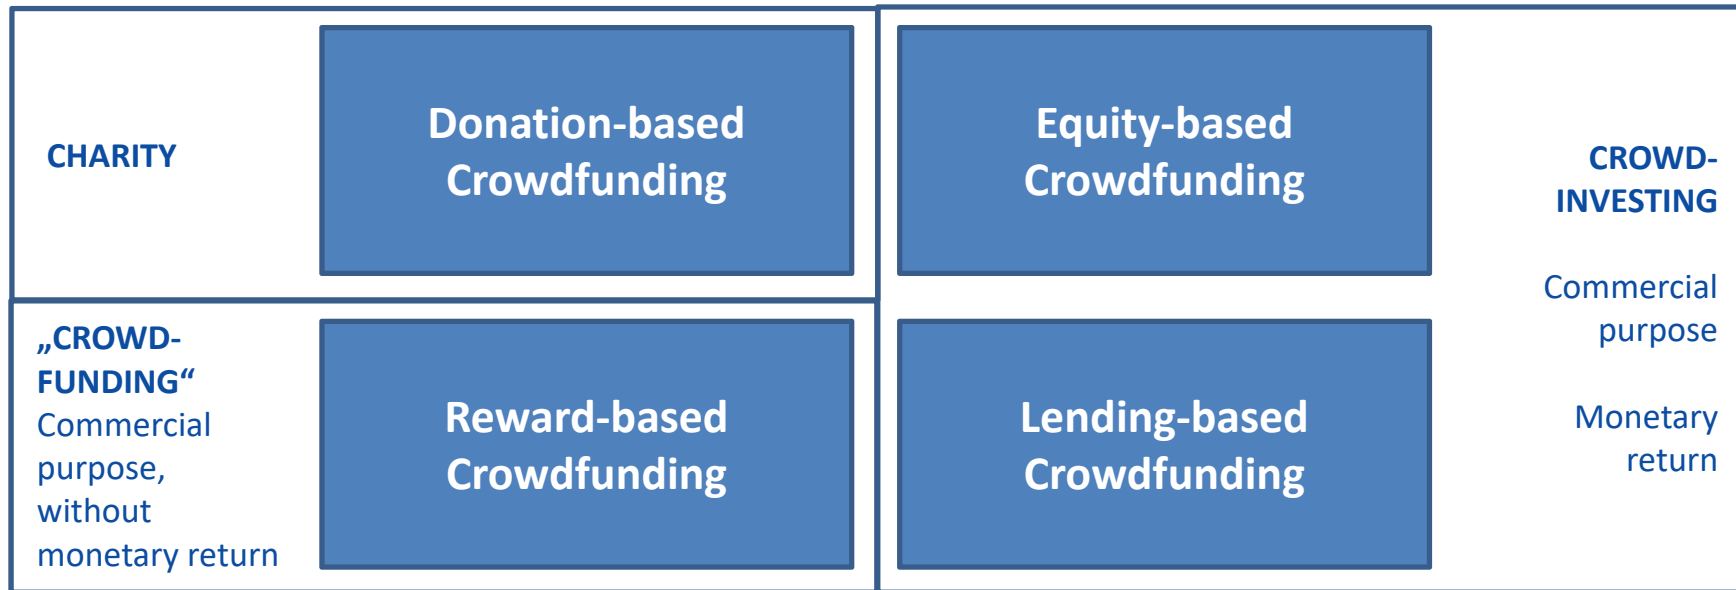 CHARITY
Donation-based
Crowdfunding
Equity-based
Crowdfunding
CROWD-
INVESTING
Commercial
purpose
Monetary
return
„CROWD-
FUNDING“
Commercial
purpose,
without
monetary return
Reward-based
Crowdfunding
Lending-based
Crowdfunding